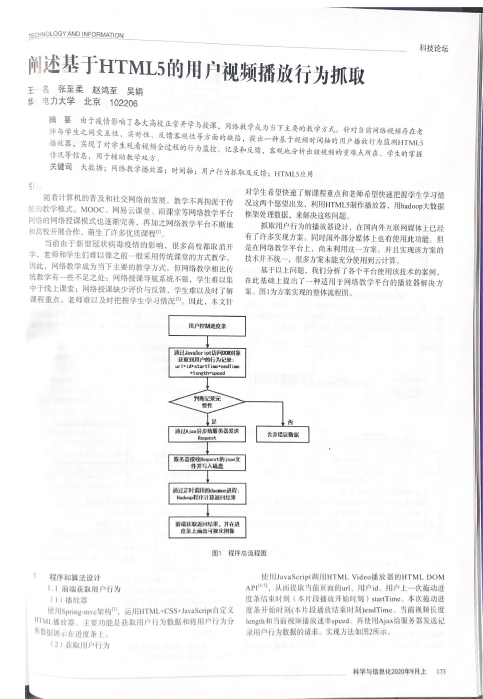 TECHNOLOGY AND INFORMATION
科技论坛
阐述基于HTML5的用户视频播放行为抓取
王一名 张至柔 赵鸿至 吴娟
华 电力大学 北京 102206
摘 要 由于疫情影响了各大高校正常开学与授课，网络教学成为当下主要的教学方式。针对当前网络视频存在老
师与学生之间交互性、实时性、反馈客观性等方面的缺陷，提出一种基于视频时间轴的用户播放行为监测HTML5
播放器，实现了对学生观看视频全过程的行为监控、记录和反馈，客观地分析出该视频的重难点所在、学生的掌握
情况等信息，用于辅助教学双方。
关键词 大数据；网络教学播放器；时间轴；用户行为抓取及反馈；HTML5应用
引
随着计算机的普及和社交网络的发展，教学不再拘泥于传
统的教学模式。MOOC、网易云课堂、雨课堂等网络教学平台
网络的网络授课模式也逐渐完善，再加之网络教学平台不断地
和高校开展合作，萌生了许多优质课程[1]。
当前由于新型冠状病毒疫情的影响，很多高校都取消开
学，老师和学生们难以像之前一般采用传统课堂的方式教学。
因此，网络教学成为当下主要的教学方式。但网络教学相比传
统教学有一些不足之处：网络授课导航系统不强，学生难以集
中于线上课堂；网络授课缺少评价与反馈，学生难以及时了解
课程重点，老师难以及时把握学生学习情况[2]。因此，本文针
对学生希望快速了解课程重点和老师希望快速把握学生学习情
况这两个愿望出发，利用HTML5制作播放器，用hadoop大数据
框架处理数据，来解决这些问题。
抓取用户行为的播放器设计，在国内外互联网媒体上已经
有了许多实现方案。同时国外部分媒体上也有使用此功能。但
是在网络教学平台上，尚未利用这一方案。并且实现该方案的
技术并不统一，很多方案未能充分使用到云计算。
基于以上问题，我们分析了各个平台使用该技术的案例，
在此基础上提出了一种适用于网络教学平台的播放器解决方
案。图1为方案实现的整体流程图。
用户控制进度条
通过JavaScript访问DOM对象
获取到用户的行为记录:
url+id+startTime+endTime
+length+speed
判断记录完
整性
是
否
通过Ajax异步给服务器发送
Request
舍弃错误数据
服务器接收Request的json文
件并写入磁盘
通过定时调用的daemon进程:
Hadoop程序计算返回结果
前端获取返回结果，并在进
度条上画出可视化图像
图1 程序总流程图
1 程序和算法设计
1.1 前端获取用户行为
（1）播放器
使用Spring-mvc架构[3]，运用HTML+CSS+JavaScript自定义
HTML播放器。主要功能是获取用户行为数据和将用户行为分
析数据展示在进度条上。
（2）获取用户行为
使用JavaScript调用HTML Video播放器的HTML DOM
API[4-5]，从而提取当前页面的url、用户id、用户上一次拖动进
度条结束时刻（本片段播放开始时刻）startTime、本次拖动进
度条开始时刻(本片段播放结束时刻)endTime、当前视频长度
length和当前视频播放速率speed。再使用Ajax给服务器发送记
录用户行为数据的请求。实现方法如图2所示。
科学与信息化2020年9月上 173